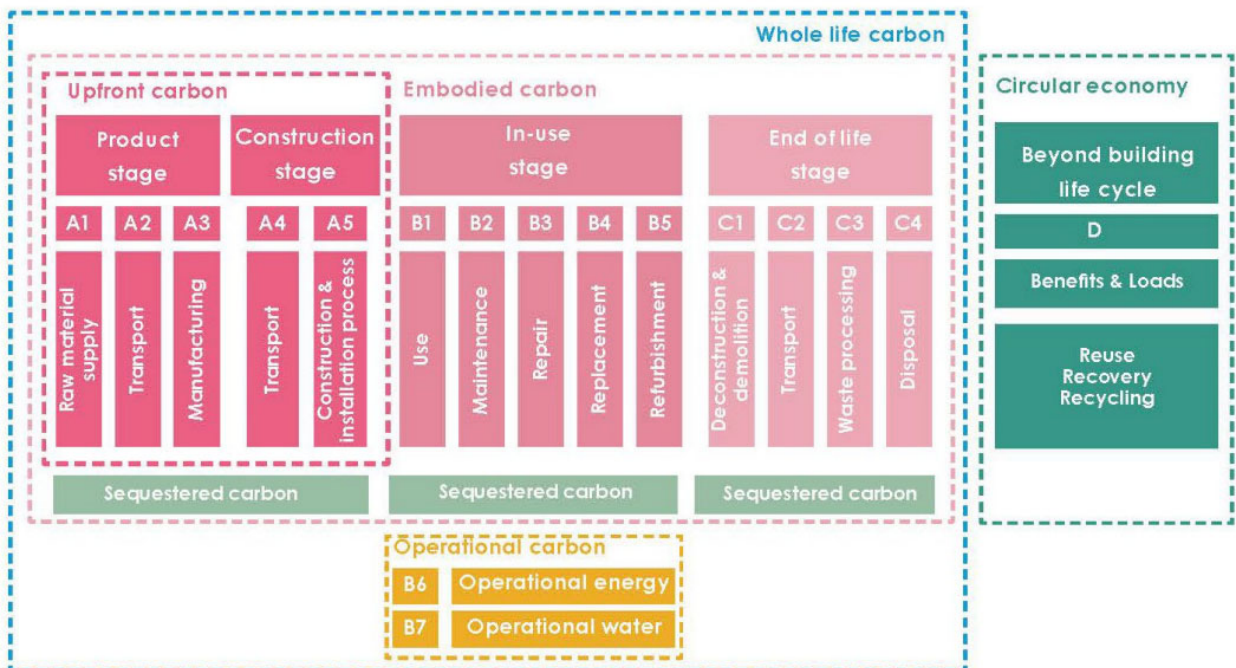 Whole life carbon
Upfront carbon
Embodied carbon
Circular economy
Product
stage
Construction
stage
In-use
stage
End of life
stage
Beyond building
life cycle
A1
A2
A3
A4
A5
B1
B2
B3
B4
B5
C1
C2
C3
C4
D
Raw material
supply
Transport
Manufacturing
Transport
Construction &
installation process
Use
Maintenance
Repair
Replacement
Refurbishment
Deconstruction &
demolition
Transport
Waste processing
Disposal
Benefits & Loads
Reuse
Recovery
Recycling
Sequestered carbon
Sequestered carbon
Sequestered carbon
Operational carbon
B6
Operational energy
B7
Operational water